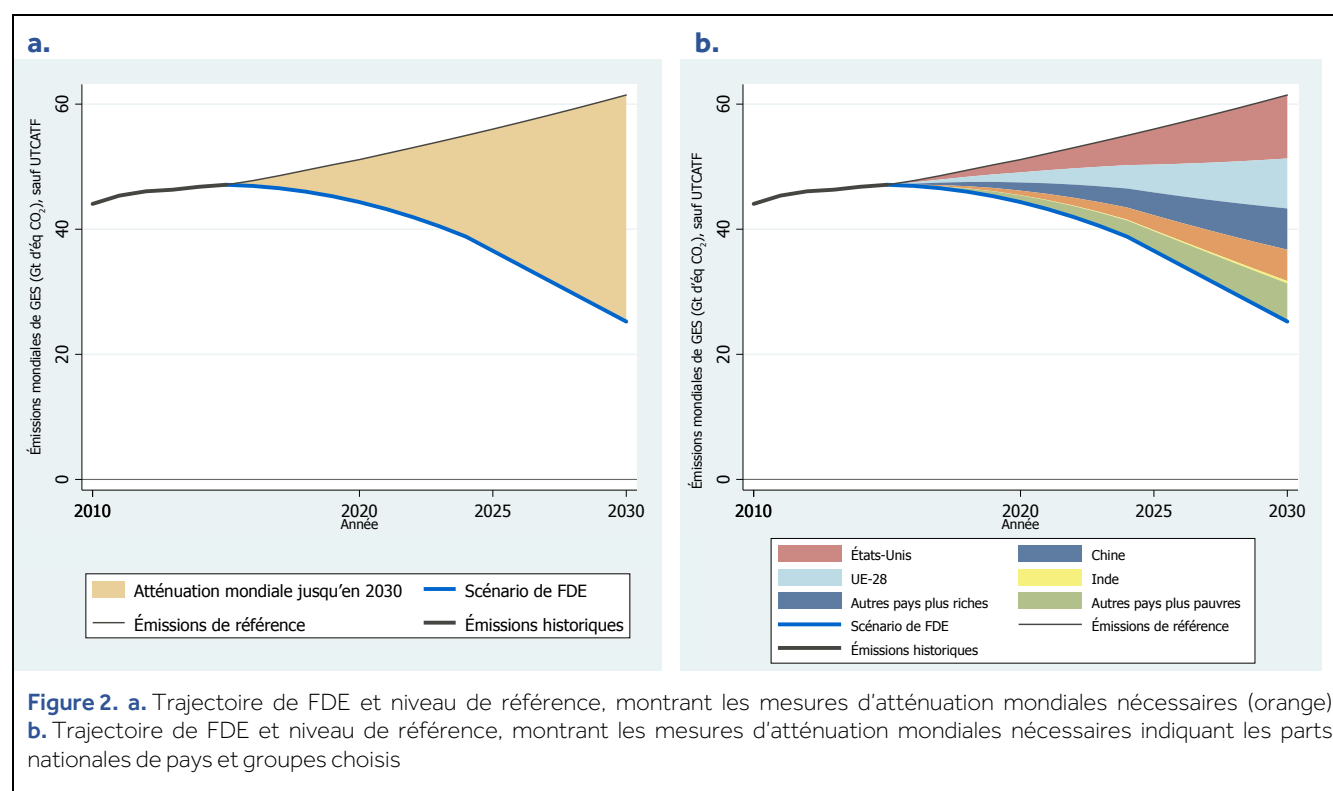 a.
Émissions mondiales de GES (Gt d'éq CO₂), sauf UTCATF
60
40
20
0
2010
2020
2025
2030
Année
Atténuation mondiale jusqu'en 2030
Scénario de FDE
Émissions de référence
Émissions historiques
b.
Émissions mondiales de GES (Gt d'éq CO₂), sauf UTCATF
60
40
20
0
2010
2020
2025
2030
Année
États-Unis
Chine
UE-28
Inde
Autres pays plus riches
Autres pays plus pauvres
Scénario de FDE
Émissions de référence
Émissions historiques
Figure 2. a. Trajectoire de FDE et niveau de référence, montrant les mesures d'atténuation mondiales nécessaires (orange)
b. Trajectoire de FDE et niveau de référence, montrant les mesures d'atténuation mondiales nécessaires indiquant les parts
nationales de pays et groupes choisis